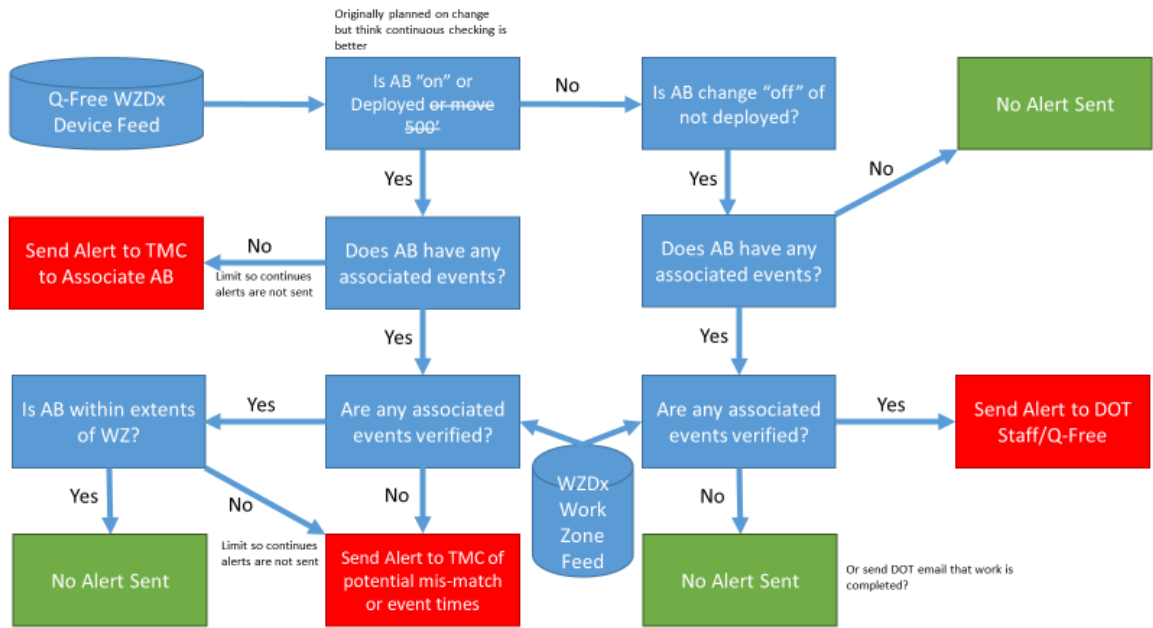 Originally planned on change
but think continuous checking is
better
Q-Free WZDx
Device Feed
Is AB “on” or
Deployed or move
500’
No
Is AB change “off” of
not deployed?
No Alert Sent
Yes
Yes
No
Send Alert to TMC
to Associate AB
No
Limit so continues
alerts are not sent
Does AB have any
associated events?
Does AB have any
associated events?
Yes
Yes
Is AB within extents
of WZ?
Yes
Are any associated
events verified?
Are any associated
events verified?
Yes
Send Alert to DOT
Staff/Q-Free
WZDx
Work
Zone
Feed
Yes
No
No
No
Limit so continues
alerts are not sent
No Alert Sent
Send Alert to TMC of
potential mis-match
or event times
No Alert Sent
Or send DOT email that work is
completed?